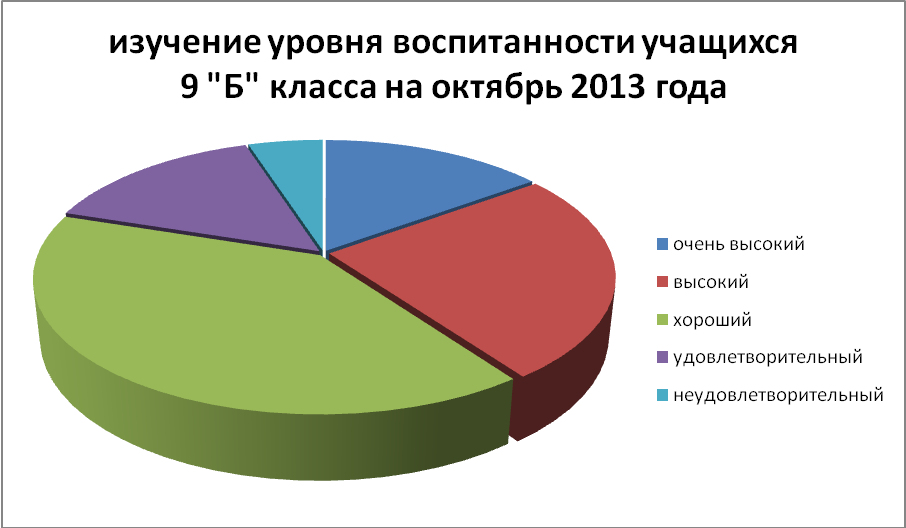 изучение уровня воспитанности учащихся
9 "Б" класса на октябрь 2013 года
очень высокий
высокий
хороший
удовлетворительный
неудовлетворительный